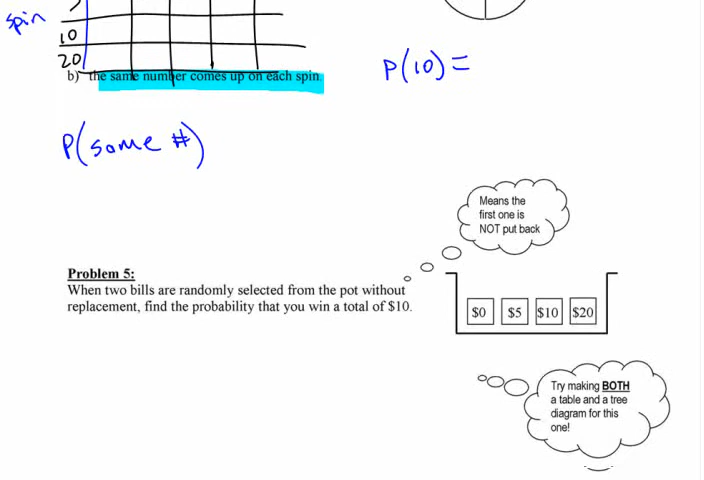 spin
10
20
b) the same number comes up on each spin
P(10) =
P(same #)
Means the
first one is
NOT put back
Problem 5:
When two bills are randomly selected from the pot without
replacement, find the probability that you win a total of $10.
$0 $5 $10 $20
Try making BOTH
a table and a tree
diagram for this
one!